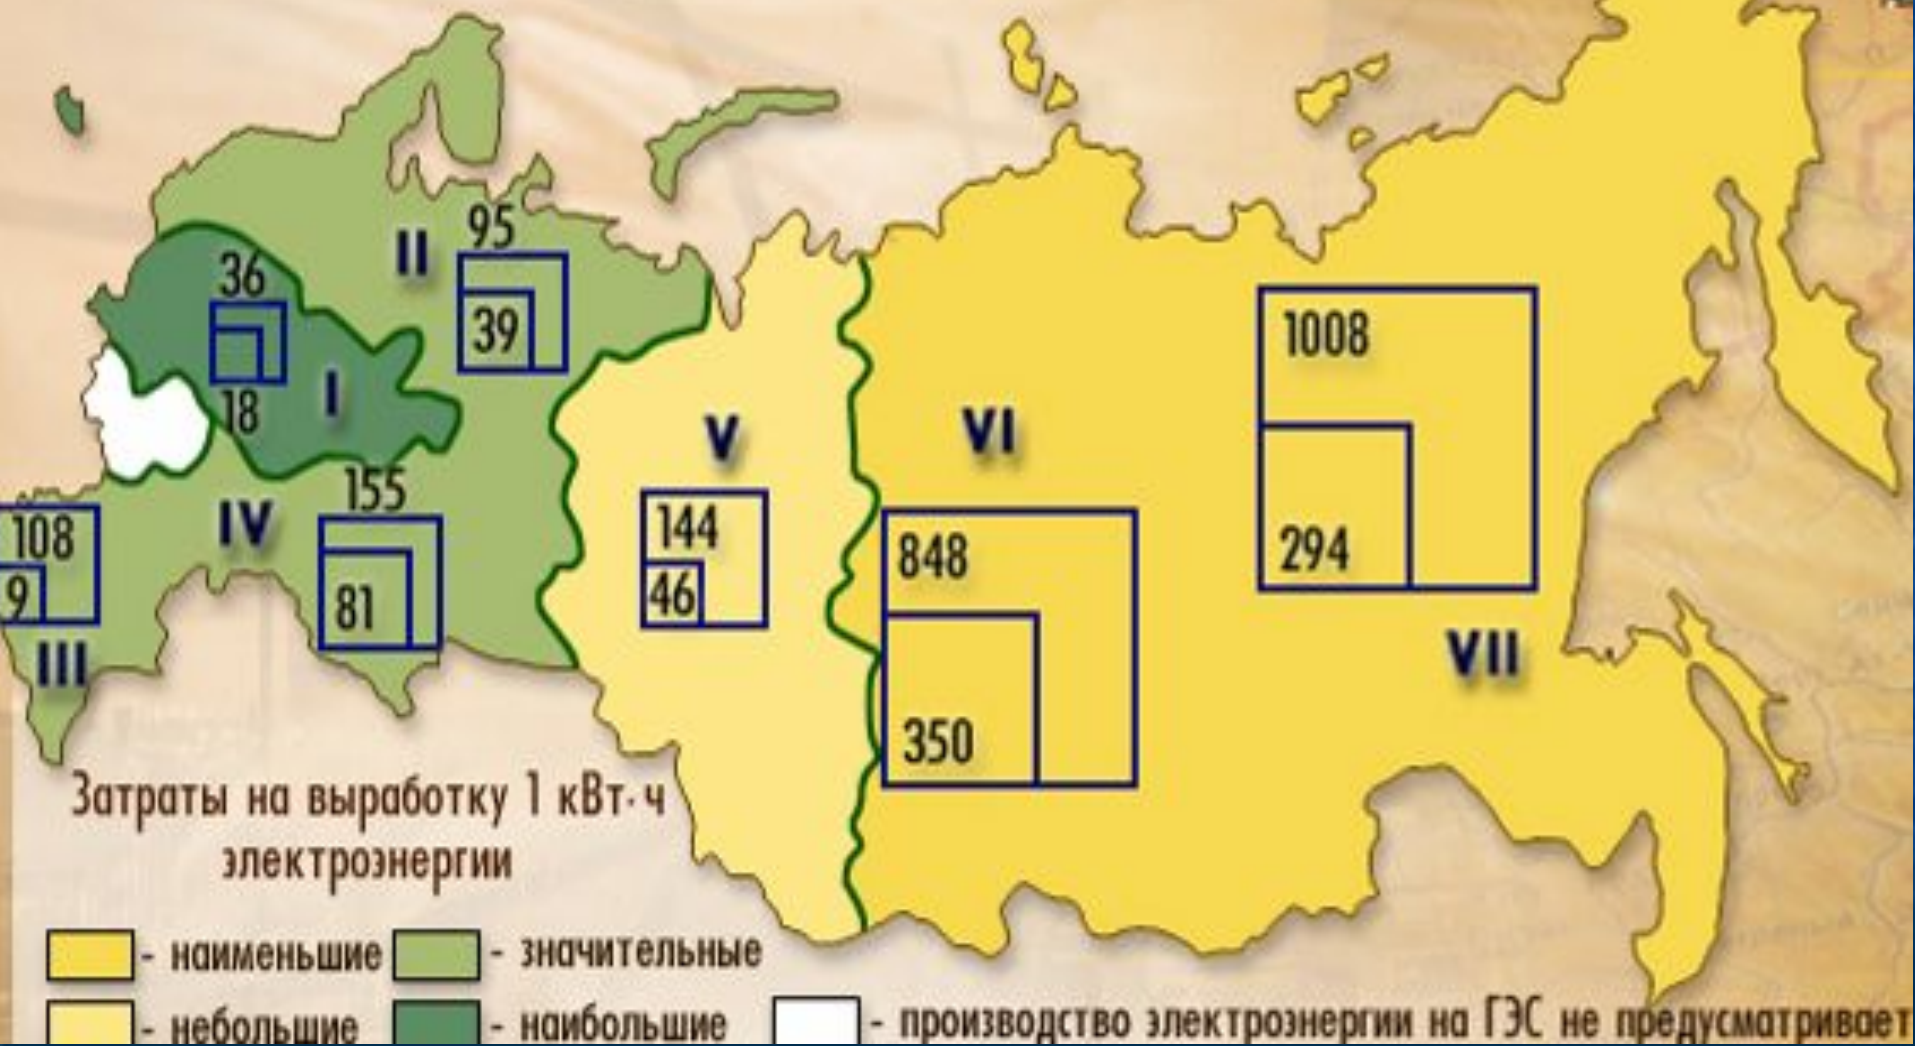 95
II
36
39
1008
I
18
V
VI
155
IV
144
108
848
294
9
81
46
III
VII
350
Затраты на выработку 1 кВт·ч
электроэнергии
- наименьшие
- значительные
- небольшие
- наибольшие
- производство электроэнергии на ГЭС не предусматривает